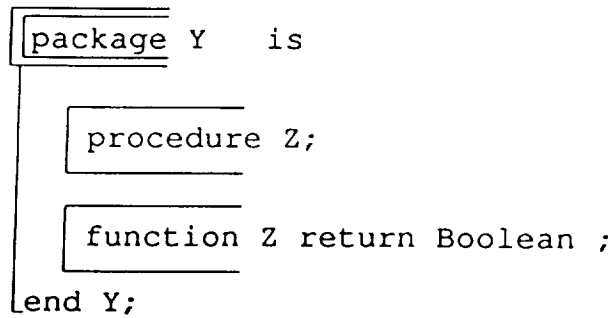 package Y is
procedure Z;
function Z return Boolean ;
end Y;